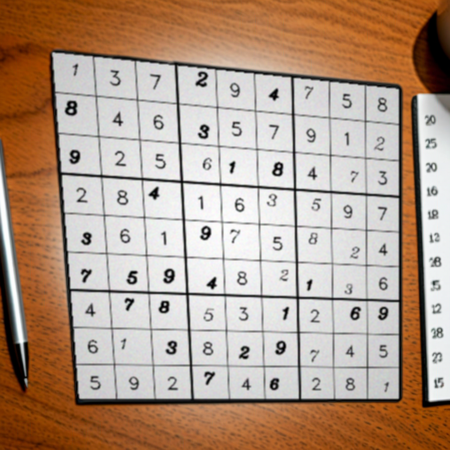 1 3 7 2 9 4 7 5 8
8 4 6 3 5 7 9 1 2
9 2 5 6 1 8 4 7 3
2 8 4 1 6 3 5 9 7
3 6 1 9 7 5 8 2 4
7 5 9 4 8 2 1 3 6
4 7 8 5 3 1 2 6 9
6 1 3 8 2 9 7 4 5
5 9 2 7 4 6 2 8 1
20
25
20
16
18
12
28
35
12
28
15